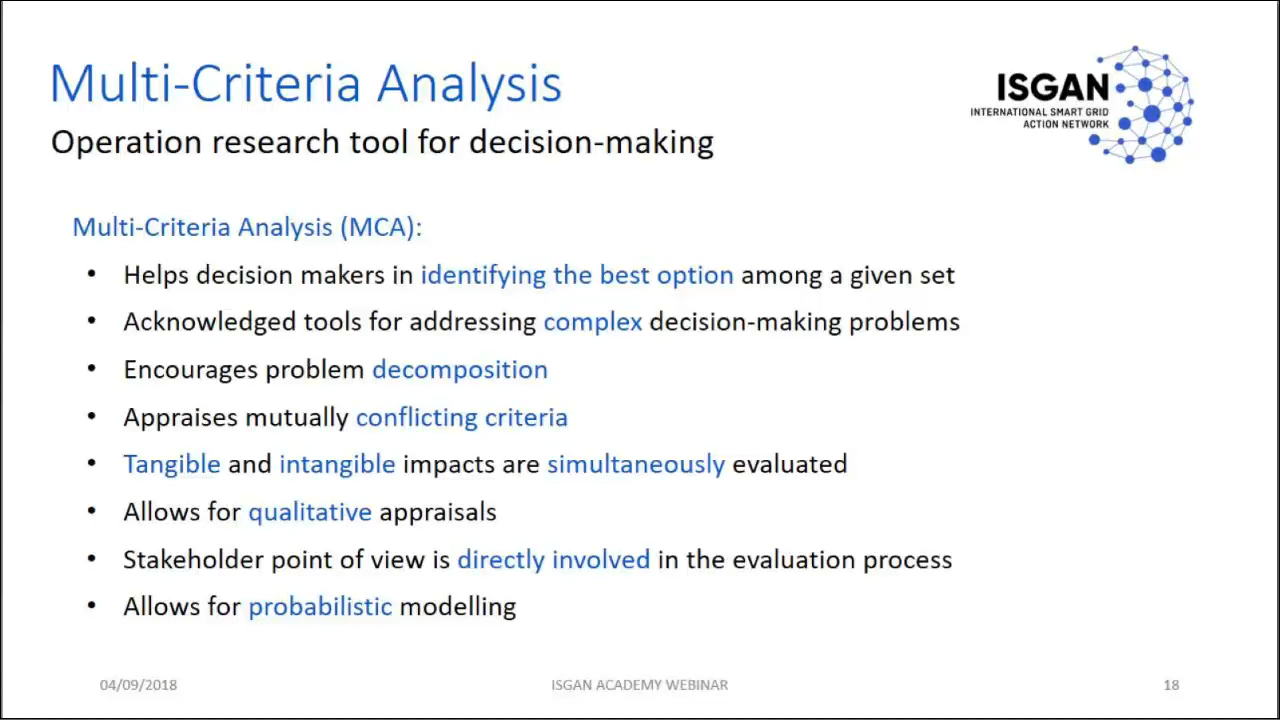 Multi-Criteria Analysis
Operation research tool for decision-making
ISGAN
INTERNATIONAL SMART GRID
ACTION NETWORK
Multi-Criteria Analysis (MCA):
• Helps decision makers in identifying the best option among a given set
• Acknowledged tools for addressing complex decision-making problems
• Encourages problem decomposition
• Appraises mutually conflicting criteria
• Tangible and intangible impacts are simultaneously evaluated
• Allows for qualitative appraisals
• Stakeholder point of view is directly involved in the evaluation process
• Allows for probabilistic modelling
04/09/2018
ISGAN ACADEMY WEBINAR
18